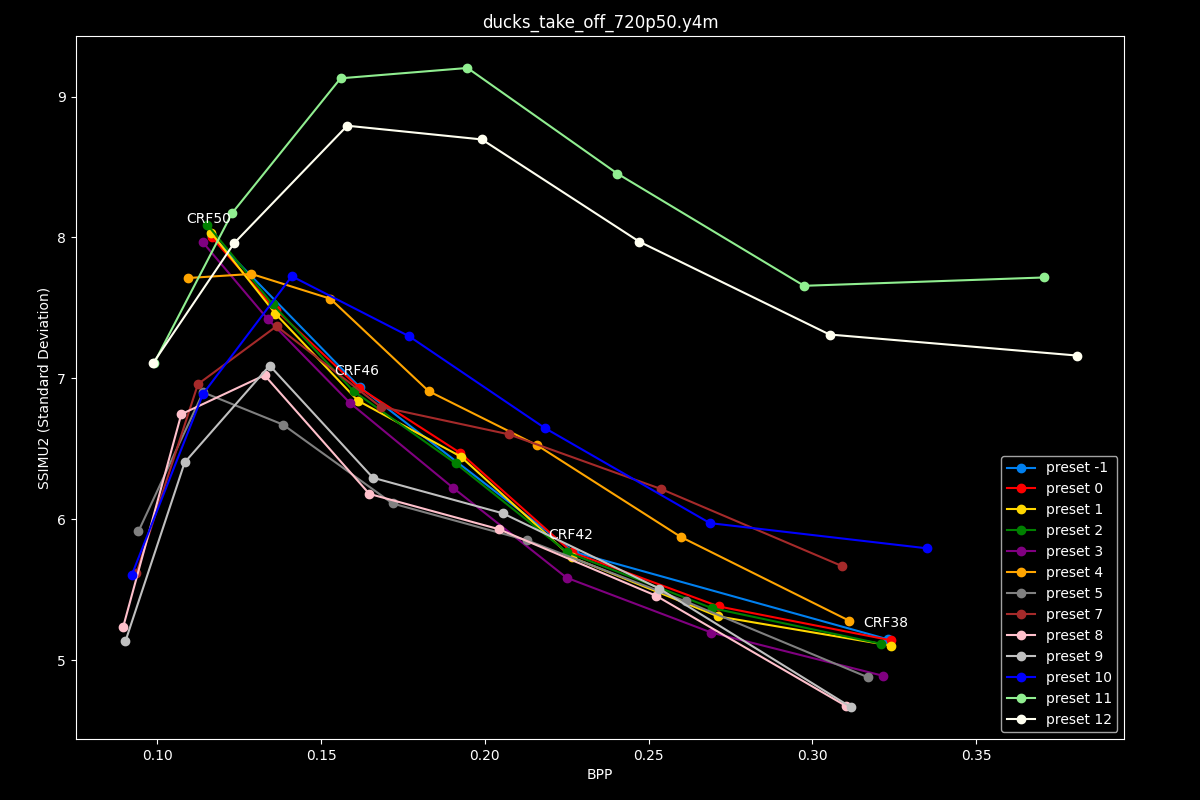 ducks_take_off_720p50.y4m
SSIMU2 (Standard Deviation)
9
8
7
6
5
CRF50
CRF46
CRF42
CRF38
preset -1
preset 0
preset 1
preset 2
preset 3
preset 4
preset 5
preset 7
preset 8
preset 9
preset 10
preset 11
preset 12
0.10
0.15
0.20
0.25
0.30
0.35
BPP